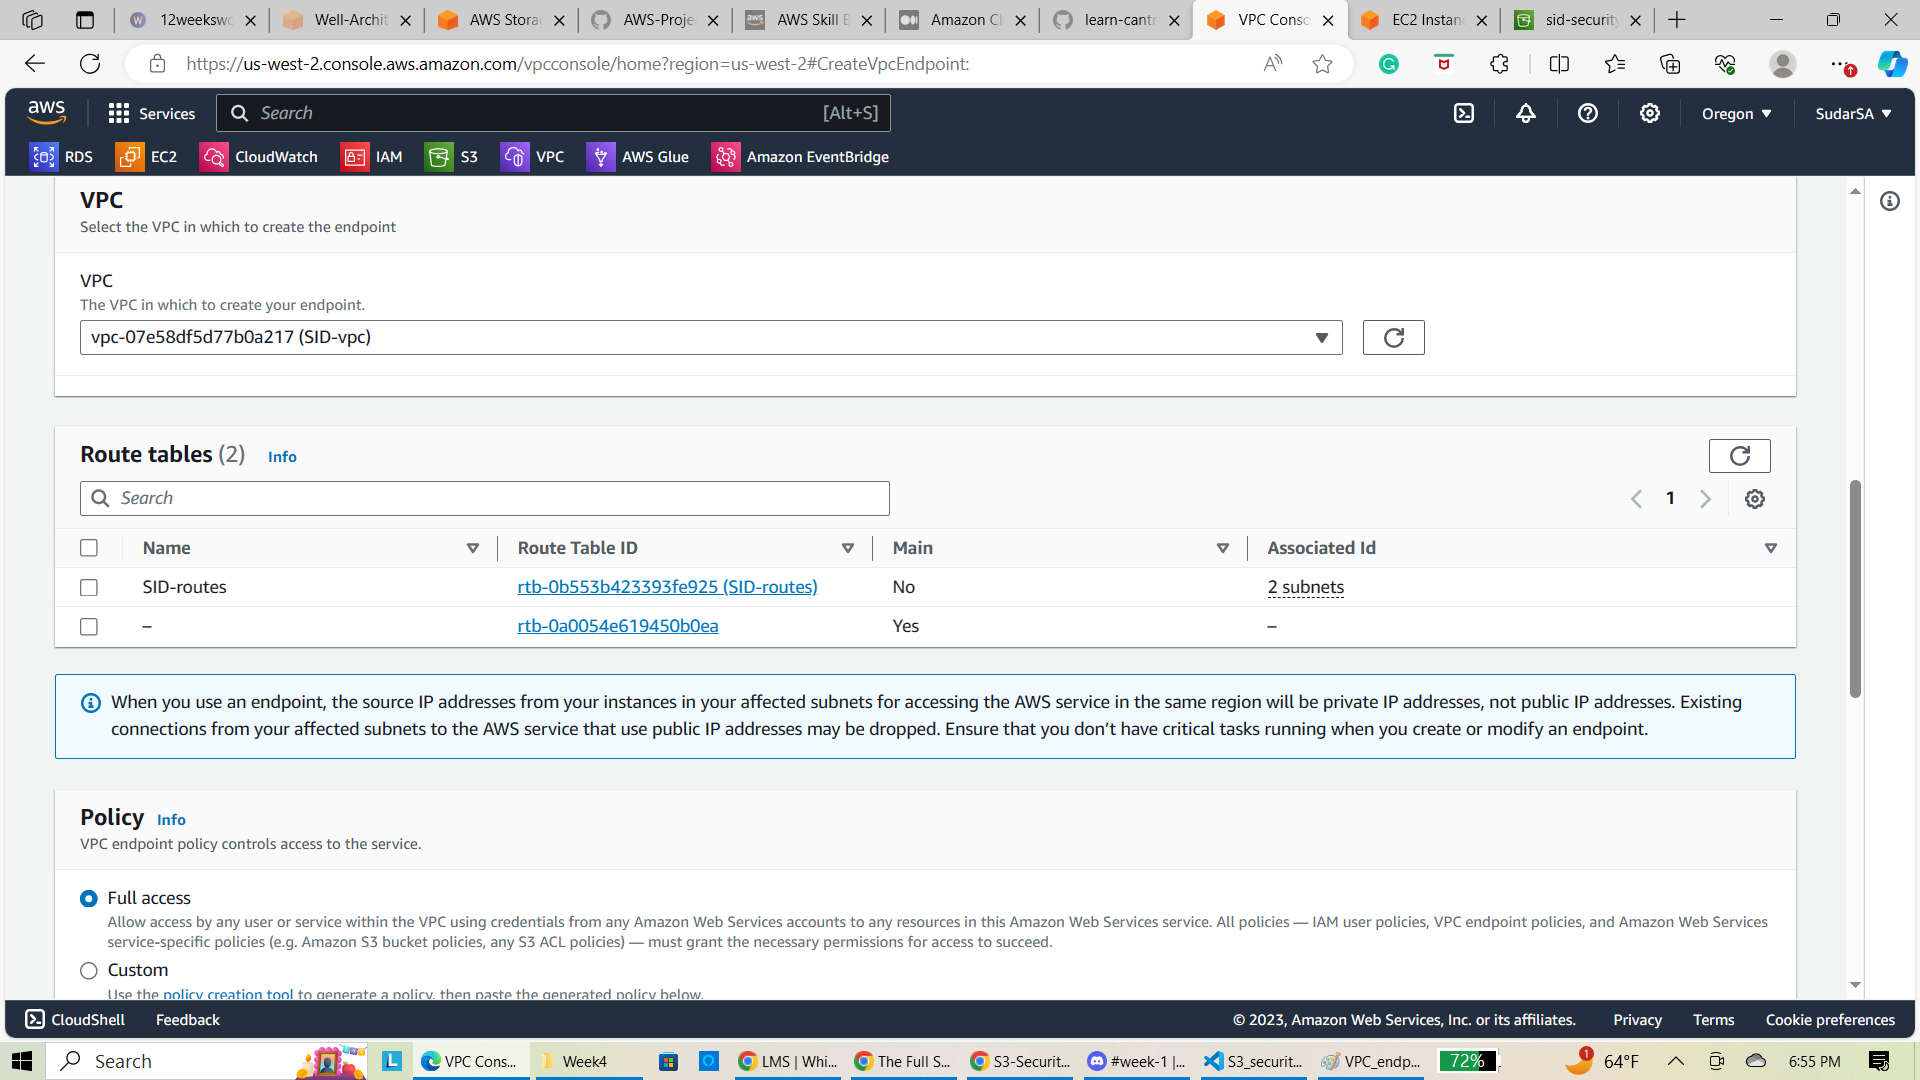 12weekswo
Well-Archit
AWS Storag
AWS-Proje
AWS Skill B
Amazon Clo
learn-cantr
VPC Conso
EC2 Instanc
sid-security
https://us-west-2.console.aws.amazon.com/vpcconsole/home?region=us-west-2#CreateVpcEndpoint:
aws
Services
Search
[Alt+S]
Oregon
SudarSA
RDS
EC2
CloudWatch
IAM
S3
VPC
AWS Glue
Amazon EventBridge
VPC
Select the VPC in which to create the endpoint
VPC
The VPC in which to create your endpoint.
vpc-07e58df5d77b0a217 (SID-vpc)
Route tables (2) Info
Search
1
Name Route Table ID Main Associated Id
SID-routes rtb-0b553b423393fe925 (SID-routes) No 2 subnets
– rtb-0a0054e619450b0ea Yes –
When you use an endpoint, the source IP addresses from your instances in your affected subnets for accessing the AWS service in the same region will be private IP addresses, not public IP addresses. Existing
connections from your affected subnets to the AWS service that use public IP addresses may be dropped. Ensure that you don’t have critical tasks running when you create or modify an endpoint.
Policy Info
VPC endpoint policy controls access to the service.
Full access
Allow access by any user or service within the VPC using credentials from any Amazon Web Services accounts to any resources in this Amazon Web Services service. All policies — IAM user policies, VPC endpoint policies, and Amazon Web Services
service-specific policies (e.g. Amazon S3 bucket policies, any S3 ACL policies) — must grant the necessary permissions for access to succeed.
Custom
Use the policy creation tool to generate a policy, then paste the generated policy below.
CloudShell Feedback © 2023, Amazon Web Services, Inc. or its affiliates. Privacy Terms Cookie preferences
Search
VPC Cons...
Week4
LMS | Whi...
The Full S...
S3-Securit...
#week-1 |...
S3_securit...
VPC_endp...
72%
1
64°F
6:55 PM